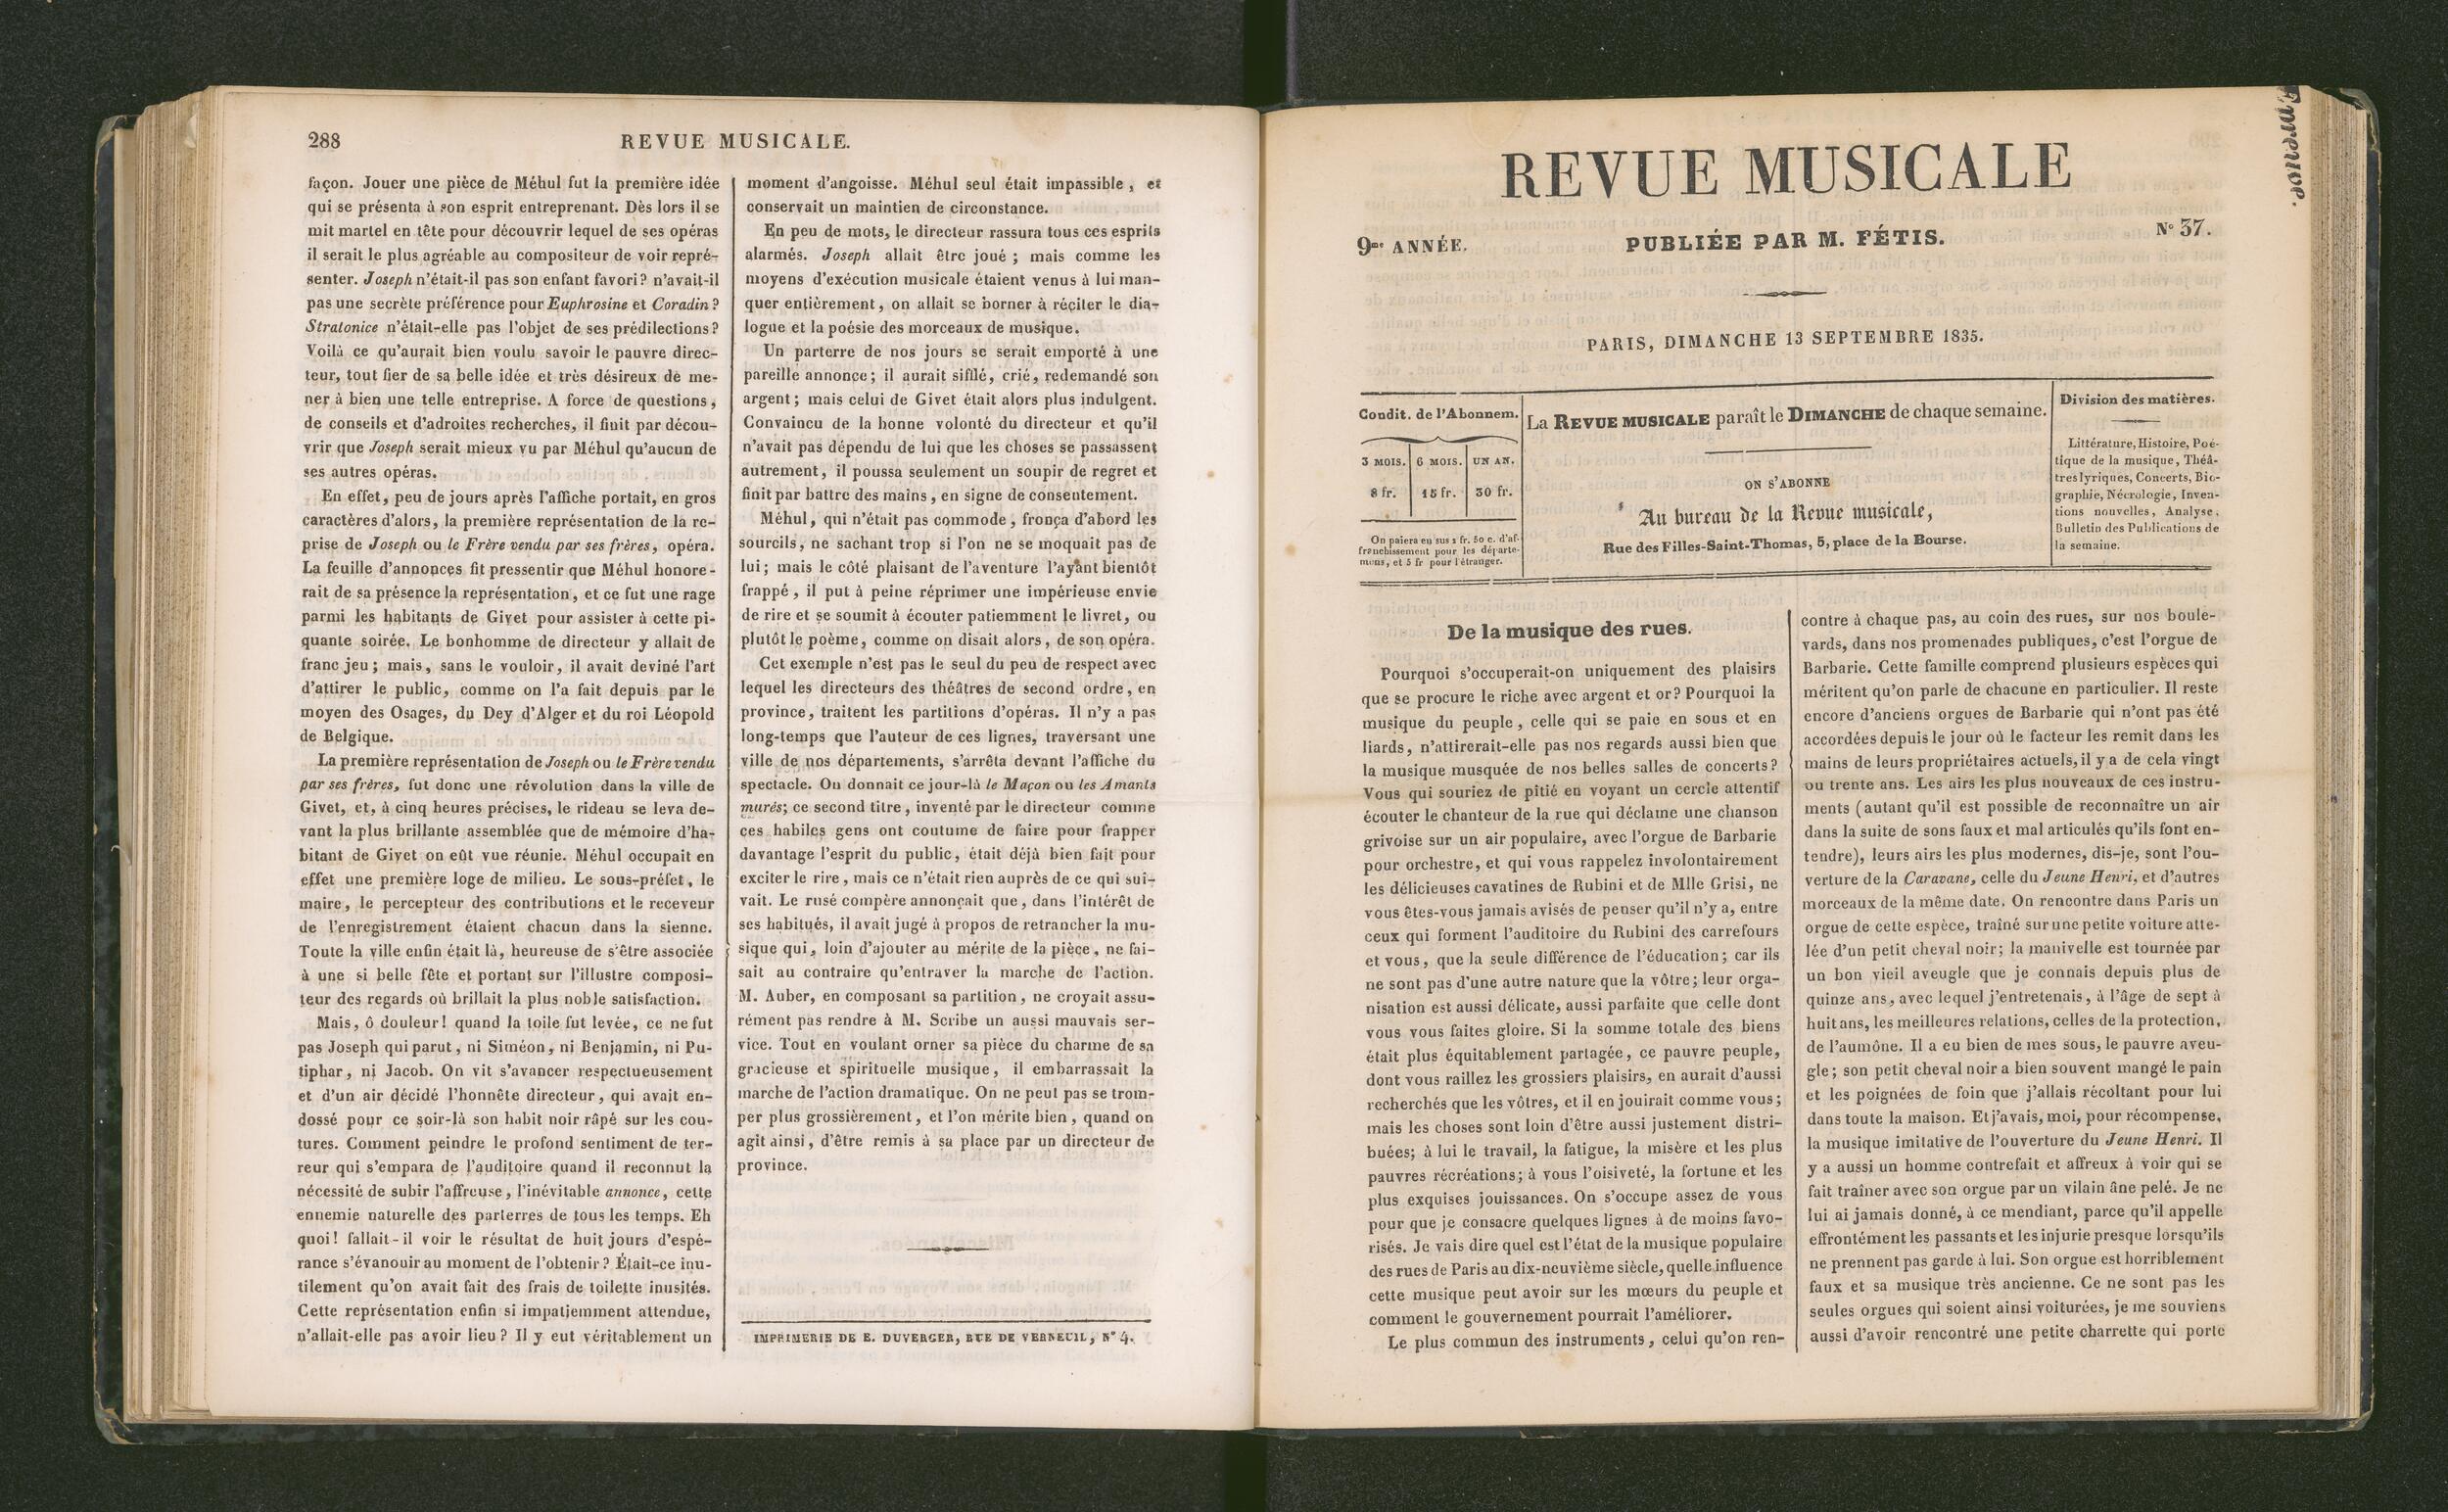 288
REVUE MUSICALE.
façon. Jouer une pièce de Méhul fut la première idée
qui se présenta à son esprit entreprenant. Dès lors il se
mit martel en tête pour découvrir lequel de ses opéras
il serait le plus agréable au compositeur de voir repré-
senter. Joseph n'était-il pas son enfant favori? n'avait-il
pas une secrète préférence pour Euphrosine et Coradin?
Stratonice n'était-elle pas l'objet de ses prédilections?
Voilà ce qu'aurait bien voulu savoir le pauvre direc-
teur, tout fier de sa belle idée et très désireux de me-
ner à bien une telle entreprise. A force de questions,
de conseils et d'adroites recherches, il finit par décou-
vrir que Joseph serait mieux vu par Méhul qu'aucun de
ses autres opéras.
En effet, peu de jours après l'affiche portait, en gros
caractères d'alors, la première représentation de la re-
prise de Joseph ou le Frère vendu par ses frères, opéra.
La feuille d'annonces fit pressentir que Méhul honore-
rait de sa présence la représentation, et ce fut une rage
parmi les habitants de Givet pour assister à cette pi-
quante soirée. Le bonhomme de directeur y allait de
franc jeu; mais, sans le vouloir, il avait deviné l'art
d'attirer le public, comme on l'a fait depuis par le
moyen des Osages, du Dey d'Alger et du roi Léopold
de Belgique.
La première représentation de Joseph ou le Frère vendu
par ses frères, fut donc une révolution dans la ville de
Givet, et, à cinq heures précises, le rideau se leva de-
vant la plus brillante assemblée que de mémoire d'ha-
bitant de Givet on eût vue réunie. Méhul occupait en
effet une première loge de milieu. Le sous-préfet, le
maire, le percepteur des contributions et le receveur
de l'enregistrement étaient chacun dans la sienne.
Toute la ville enfin était là, heureuse de s'être associée
à une si belle fête et portant sur l'illustre composi-
teur des regards où brillait la plus noble satisfaction.
Mais, ô douleur! quand la toile fut levée, ce ne fut
pas Joseph qui parut, ni Siméon, ni Benjamin, ni Pu-
tiphar, ni Jacob. On vit s'avancer respectueusement
et d'un air décidé l'honnête directeur, qui avait en-
dossé pour ce soir-là son habit noir râpé sur les cou-
tures. Comment peindre le profond sentiment de ter-
reur qui s'empara de l'auditoire quand il reconnut la
nécessité de subir l'affreuse, l'inévitable annonce, cette
ennemie naturelle des parterres de tous les temps. Eh
quoi! fallait-il voir le résultat de huit jours d'espé-
rance s'évanouir au moment de l'obtenir? Était-ce inu-
tilement qu'on avait fait des frais de toilette inusités.
Cette représentation enfin si impatiemment attendue,
n'allait-elle pas avoir lieu? Il y eut véritablement un
moment d'angoisse. Méhul seul était impassible, et
conservait un maintien de circonstance.
En peu de mots, le directeur rassura tous ces esprits
alarmés. Joseph allait être joué; mais comme les
moyens d'exécution musicale étaient venus à lui man-
quer entièrement, on allait se borner à réciter le dia-
logue et la poésie des morceaux de musique.
Un parterre de nos jours se serait emporté à une
pareille annonce; il aurait sifflé, crié, redemandé son
argent; mais celui de Givet était alors plus indulgent.
Convaincu de la bonne volonté du directeur et qu'il
n'avait pas dépendu de lui que les choses se passassent
autrement, il poussa seulement un soupir de regret et
finit par battre des mains, en signe de consentement.
Méhul, qui n'était pas commode, fronça d'abord les
sourcils, ne sachant trop si l'on ne se moquait pas de
lui; mais le côté plaisant de l'aventure l'ayant bientôt
frappé, il put à peine réprimer une impérieuse envie
de rire et se soumit à écouter patiemment le livret, ou
plutôt le poème, comme on disait alors, de son opéra.
Cet exemple n'est pas le seul du peu de respect avec
lequel les directeurs des théâtres de second ordre, en
province, traitent les partitions d'opéras. Il n'y a pas
long-temps que l'auteur de ces lignes, traversant une
ville de nos départements, s'arrêta devant l'affiche du
spectacle. On donnait ce jour-là le Maçon ou les Amants
murés; ce second titre, inventé par le directeur comme
ces habiles gens ont coutume de faire pour frapper
davantage l'esprit du public, était déjà bien fait pour
exciter le rire, mais ce n'était rien auprès de ce qui sui-
vait. Le rusé compère annonçait que, dans l'intérêt de
ses habitués, il avait jugé à propos de retrancher la mu-
sique qui, loin d'ajouter au mérite de la pièce, ne fai-
sait au contraire qu'entraver la marche de l'action.
M. Auber, en composant sa partition, ne croyait assu-
rément pas rendre à M. Scribe un aussi mauvais ser-
vice. Tout en voulant orner sa pièce du charme de sa
gracieuse et spirituelle musique, il embarrassait la
marche de l'action dramatique. On ne peut pas se trom-
per plus grossièrement, et l'on mérite bien, quand on
agit ainsi, d'être remis à sa place par un directeur de
province.
IMPRIMERIE DE E. DUVERGER, RUE DE VERNEUIL, N° 4.
REVUE MUSICALE
9me ANNÉE.
PUBLIÉE PAR M. FÉTIS.
N° 37.
PARIS, DIMANCHE 13 SEPTEMBRE 1835.
Condit. de l'Abonnem.
3 MOIS. 6 MOIS. UN AN.
8 fr. 15 fr. 30 fr.
On paiera en sus 1 fr. 50 c. d'af-
franchissement pour les départe-
mens, et 5 fr pour l'étranger.
La REVUE MUSICALE paraît le DIMANCHE de chaque semaine.
ON S'ABONNE
Au bureau de la Revue musicale,
Rue des Filles-Saint-Thomas, 5, place de la Bourse.
Division des matières.
Littérature, Histoire, Poé-
tique de la musique, Théâ-
tres lyriques, Concerts, Bio-
graphie, Nécrologie, Inven-
tions nouvelles, Analyse,
Bulletin des Publications de
la semaine.
De la musique des rues.
Pourquoi s'occuperait-on uniquement des plaisirs
que se procure le riche avec argent et or? Pourquoi la
musique du peuple, celle qui se paie en sous et en
liards, n'attirerait-elle pas nos regards aussi bien que
la musique musquée de nos belles salles de concerts?
Vous qui souriez de pitié en voyant un cercle attentif
écouter le chanteur de la rue qui déclame une chanson
grivoise sur un air populaire, avec l'orgue de Barbarie
pour orchestre, et qui vous rappelez involontairement
les délicieuses cavatines de Rubini et de Mlle Grisi, ne
vous êtes-vous jamais avisés de penser qu'il n'y a, entre
ceux qui forment l'auditoire du Rubini des carrefours
et vous, que la seule différence de l'éducation; car ils
ne sont pas d'une autre nature que la vôtre; leur orga-
nisation est aussi délicate, aussi parfaite que celle dont
vous vous faites gloire. Si la somme totale des biens
était plus équitablement partagée, ce pauvre peuple,
dont vous raillez les grossiers plaisirs, en aurait d'aussi
recherchés que les vôtres, et il en jouirait comme vous;
mais les choses sont loin d'être aussi justement distri-
buées; à lui le travail, la fatigue, la misère et les plus
pauvres récréations; à vous l'oisiveté, la fortune et les
plus exquises jouissances. On s'occupe assez de vous
pour que je consacre quelques lignes à de moins favo-
risés. Je vais dire quel est l'état de la musique populaire
des rues de Paris au dix-neuvième siècle, quelle influence
cette musique peut avoir sur les mœurs du peuple et
comment le gouvernement pourrait l'améliorer.
Le plus commun des instruments, celui qu'on ren-
contre à chaque pas, au coin des rues, sur nos boule-
vards, dans nos promenades publiques, c'est l'orgue de
Barbarie. Cette famille comprend plusieurs espèces qui
méritent qu'on parle de chacune en particulier. Il reste
encore d'anciens orgues de Barbarie qui n'ont pas été
accordées depuis le jour où le facteur les remit dans les
mains de leurs propriétaires actuels, il y a de cela vingt
ou trente ans. Les airs les plus nouveaux de ces instru-
ments (autant qu'il est possible de reconnaître un air
dans la suite de sons faux et mal articulés qu'ils font en-
tendre), leurs airs les plus modernes, dis-je, sont l'ou-
verture de la Caravane, celle du Jeune Henri, et d'autres
morceaux de la même date. On rencontre dans Paris un
orgue de cette espèce, traîné sur une petite voiture atte-
lée d'un petit cheval noir; la manivelle est tournée par
un bon vieil aveugle que je connais depuis plus de
quinze ans, avec lequel j'entretenais, à l'âge de sept à
huit ans, les meilleures relations, celles de la protection,
de l'aumône. Il a eu bien de mes sous, le pauvre aveu-
gle; son petit cheval noir a bien souvent mangé le pain
et les poignées de foin que j'allais récoltant pour lui
dans toute la maison. Et j'avais, moi, pour récompense,
la musique imitative de l'ouverture du Jeune Henri. Il
y a aussi un homme contrefait et affreux à voir qui se
fait traîner avec son orgue par un vilain âne pelé. Je ne
lui ai jamais donné, à ce mendiant, parce qu'il appelle
effrontément les passants et les injurie presque lorsqu'ils
ne prennent pas garde à lui. Son orgue est horriblement
faux et sa musique très ancienne. Ce ne sont pas les
seules orgues qui soient ainsi voiturées, je me souviens
aussi d'avoir rencontré une petite charrette qui porte